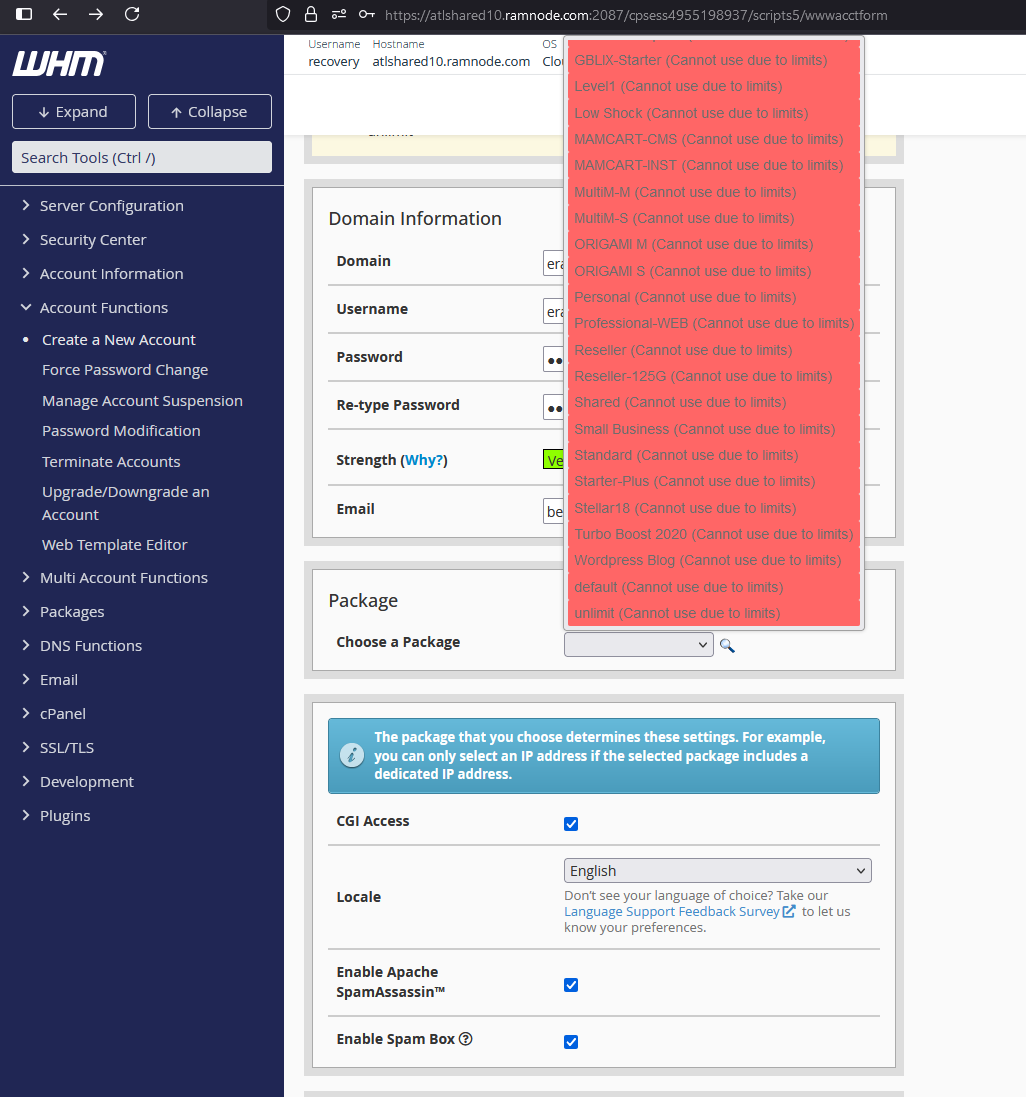 https://atlshared10.ramnode.com:2087/cpsess4955198937/scripts5/wwwacctform
WHM
Expand
Collapse
Search Tools (Ctrl /)
Server Configuration
Security Center
Account Information
Account Functions
Create a New Account
Force Password Change
Manage Account Suspension
Password Modification
Terminate Accounts
Upgrade/Downgrade an
Account
Web Template Editor
Multi Account Functions
Packages
DNS Functions
Email
cPanel
SSL/TLS
Development
Plugins
Username Hostname OS
recovery atlshared10.ramnode.com Clou
Domain Information
Domain era
Username era
Password ••
Re-type Password ••
Strength (Why?) Ve
Email be
GBLIX-Starter (Cannot use due to limits)
Level1 (Cannot use due to limits)
Low Shock (Cannot use due to limits)
MAMCART-CMS (Cannot use due to limits)
MAMCART-INST (Cannot use due to limits)
MultiM-M (Cannot use due to limits)
MultiM-S (Cannot use due to limits)
ORIGAMI M (Cannot use due to limits)
ORIGAMI S (Cannot use due to limits)
Personal (Cannot use due to limits)
Professional-WEB (Cannot use due to limits)
Reseller (Cannot use due to limits)
Reseller-125G (Cannot use due to limits)
Shared (Cannot use due to limits)
Small Business (Cannot use due to limits)
Standard (Cannot use due to limits)
Starter-Plus (Cannot use due to limits)
Stellar18 (Cannot use due to limits)
Turbo Boost 2020 (Cannot use due to limits)
Wordpress Blog (Cannot use due to limits)
default (Cannot use due to limits)
unlimit (Cannot use due to limits)
Package
Choose a Package
The package that you choose determines these settings. For example,
you can only select an IP address if the selected package includes a
dedicated IP address.
CGI Access
Locale
English
Don't see your language of choice? Take our
Language Support Feedback Survey to let us
know your preferences.
Enable Apache
SpamAssassin™
Enable Spam Box